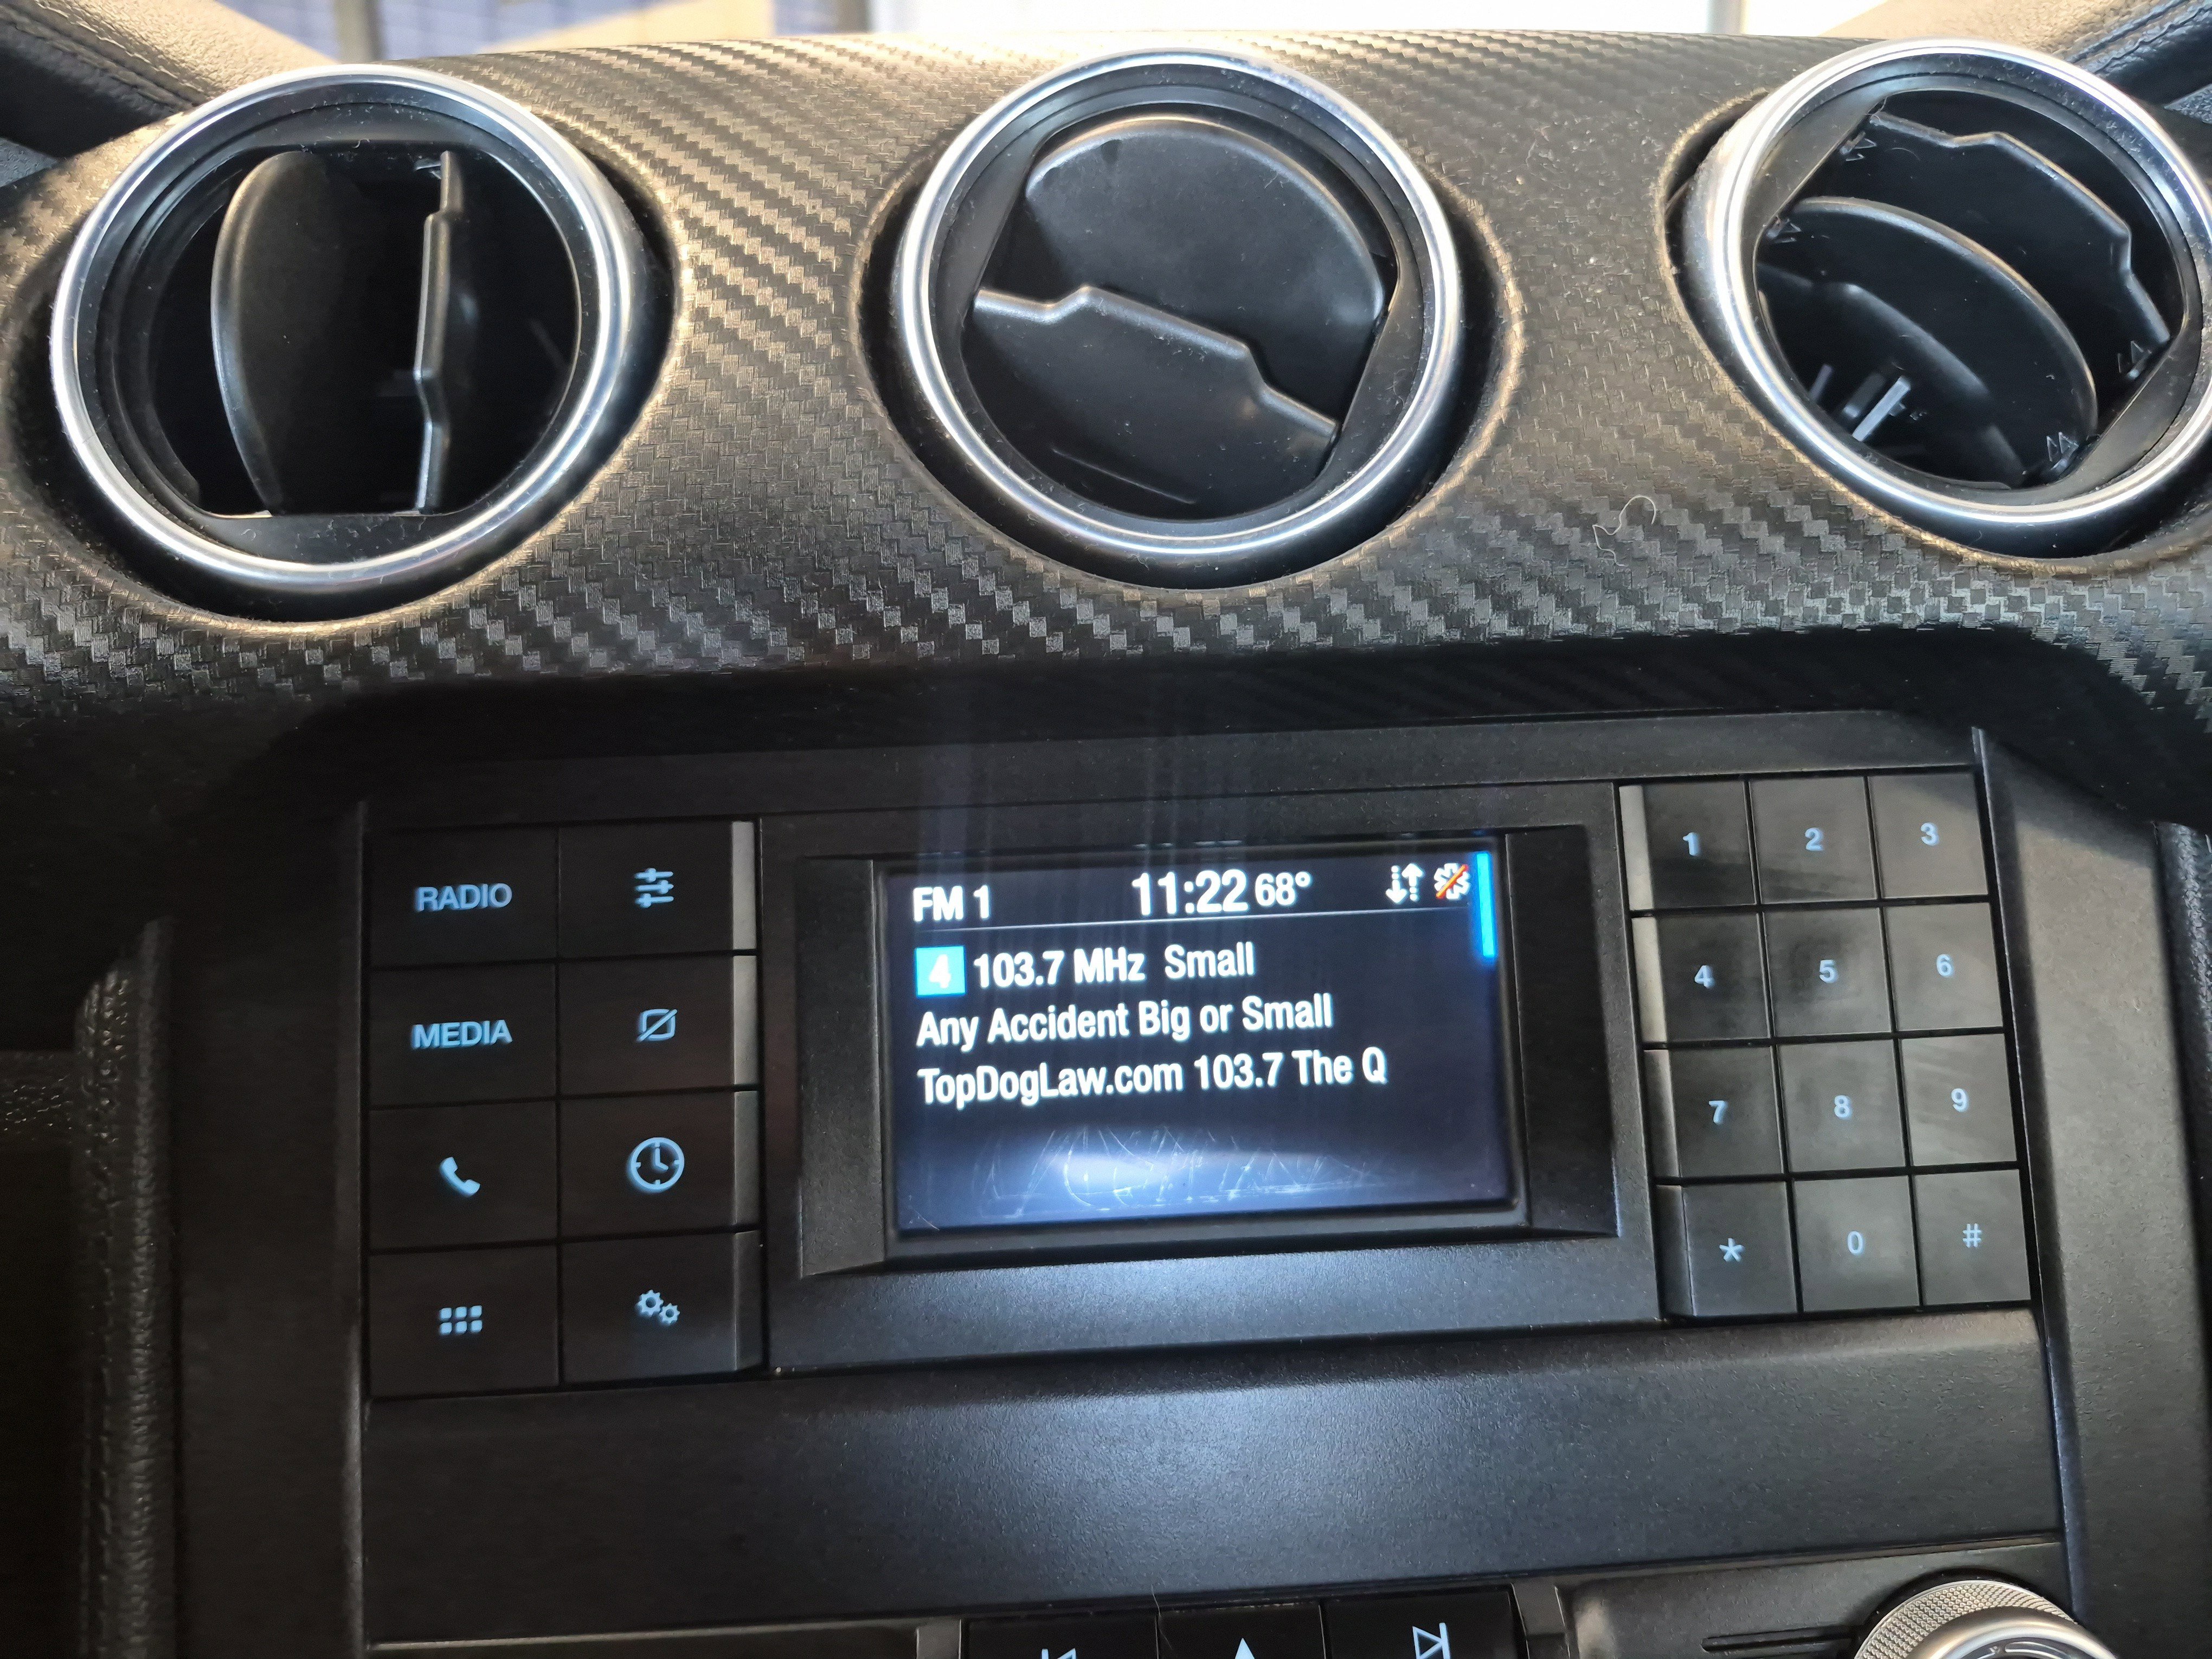 FM 1 11:22 68°
4 103.7 MHz Small
Any Accident Big or Small
TopDogLaw.com 103.7 The Q
RADIO
MEDIA
1 2 3
4 5 6
7 8 9
* 0 #